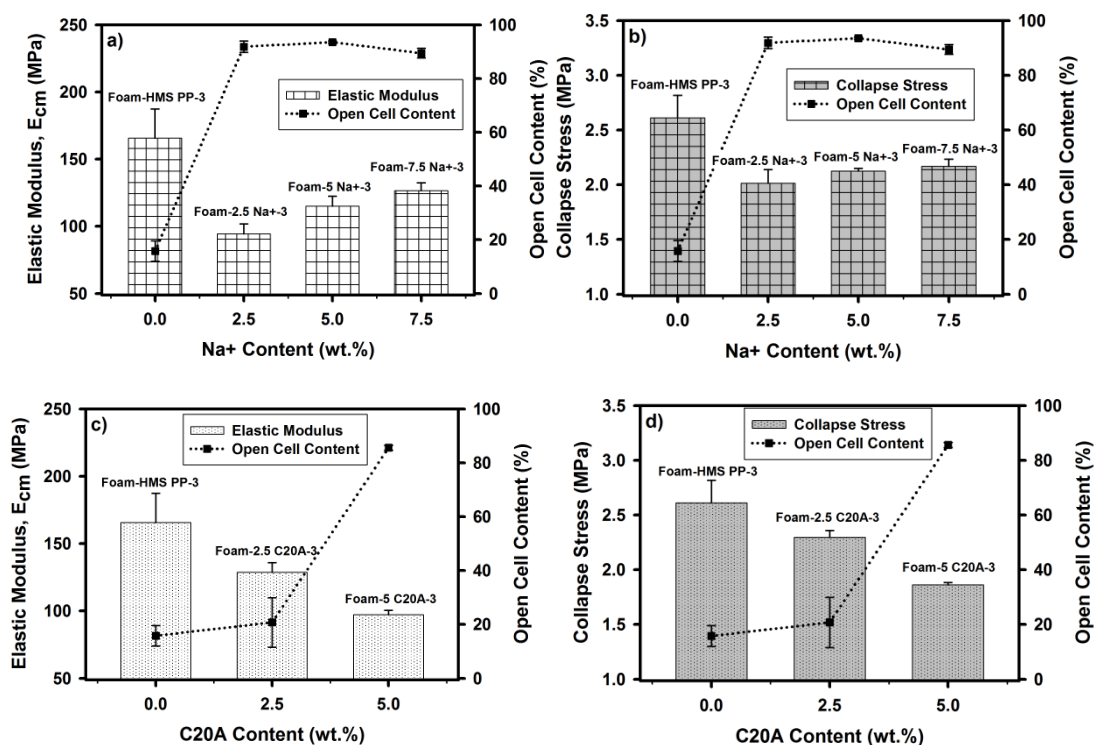 a)
Elastic Modulus, Ecm (MPa)
250
200
150
100
50
Foam-HMS PP-3
Foam-2.5 Na+-3
Foam-5 Na+-3
Foam-7.5 Na+-3
Elastic Modulus
Open Cell Content
100
80
60
40
20
0
Open Cell Content (%)
0.0 2.5 5.0 7.5
Na+ Content (wt.%)
b)
Collapse Stress (MPa)
3.5
3.0
2.5
2.0
1.5
1.0
Foam-HMS PP-3
Foam-2.5 Na+-3
Foam-5 Na+-3
Foam-7.5 Na+-3
Collapse Stress
Open Cell Content
100
80
60
40
20
0
Open Cell Content (%)
0.0 2.5 5.0 7.5
Na+ Content (wt.%)
c)
Elastic Modulus, Ecm (MPa)
250
200
150
100
50
Foam-HMS PP-3
Foam-2.5 C20A-3
Foam-5 C20A-3
Elastic Modulus
Open Cell Content
100
80
60
40
20
0
Open Cell Content (%)
0.0 2.5 5.0
C20A Content (wt.%)
d)
Collapse Stress (MPa)
3.5
3.0
2.5
2.0
1.5
1.0
Foam-HMS PP-3
Foam-2.5 C20A-3
Foam-5 C20A-3
Collapse Stress
Open Cell Content
100
80
60
40
20
0
Open Cell Content (%)
0.0 2.5 5.0
C20A Content (wt.%)